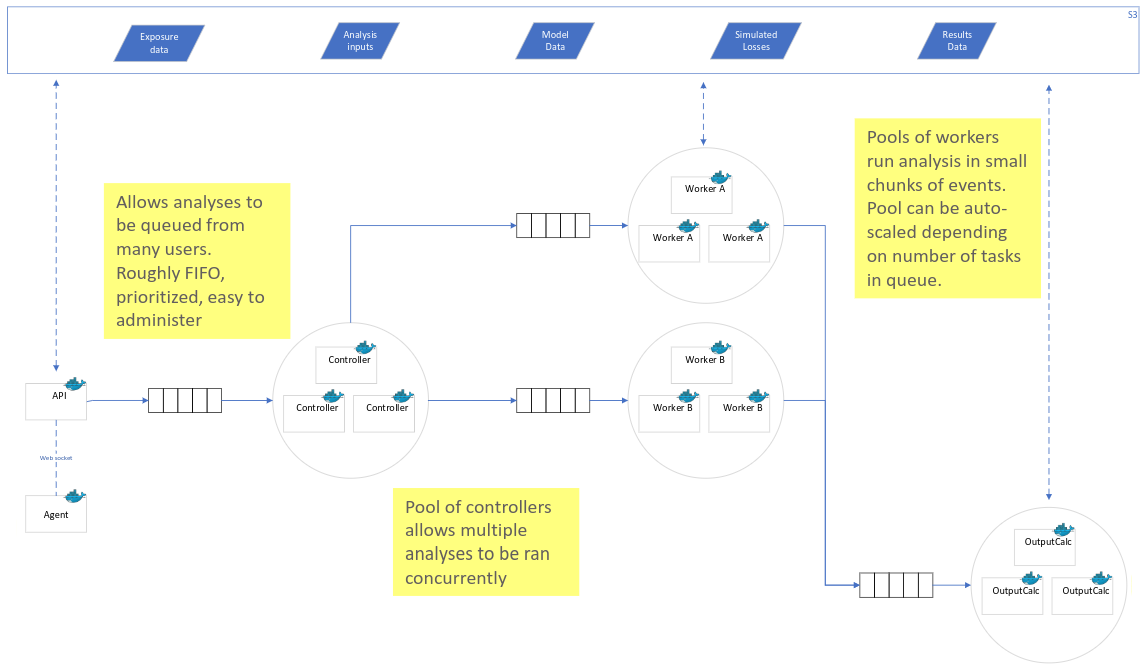 S3
Exposure
data
Analysis
inputs
Model
Data
Simulated
Losses
Results
Data
Pools of workers
run analysis in small
chunks of events.
Pool can be auto-
scaled depending
on number of tasks
in queue.
Allows analyses to
be queued from
many users.
Roughly FIFO,
prioritized, easy to
administer
Worker A
Worker A
Worker A
Controller
Controller
Controller
Worker B
Worker B
Worker B
API
Web socket
Agent
Pool of controllers
allows multiple
analyses to be ran
concurrently
OutputCalc
OutputCalc
OutputCalc